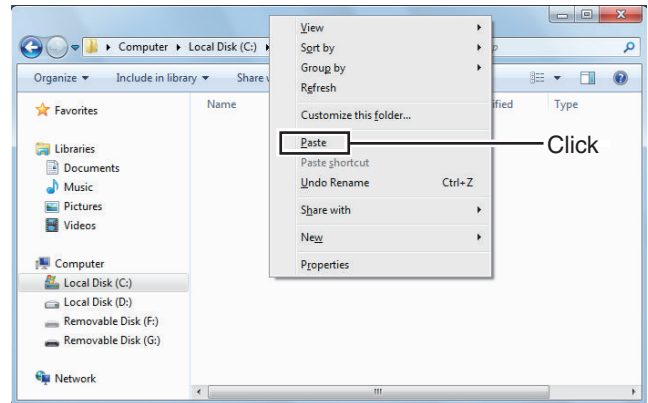 View
Computer Local Disk (C:)
Sort by
Group by
Refresh
Organize Include in library Share
Name
Type
Customize this folder...
Favorites
Paste
Click
Paste shortcut
Undo Rename Ctrl+Z
Share with
New
Properties
Libraries
Documents
Music
Pictures
Videos
Computer
Local Disk (C:)
Local Disk (D:)
Removable Disk (F:)
Removable Disk (G:)
Network